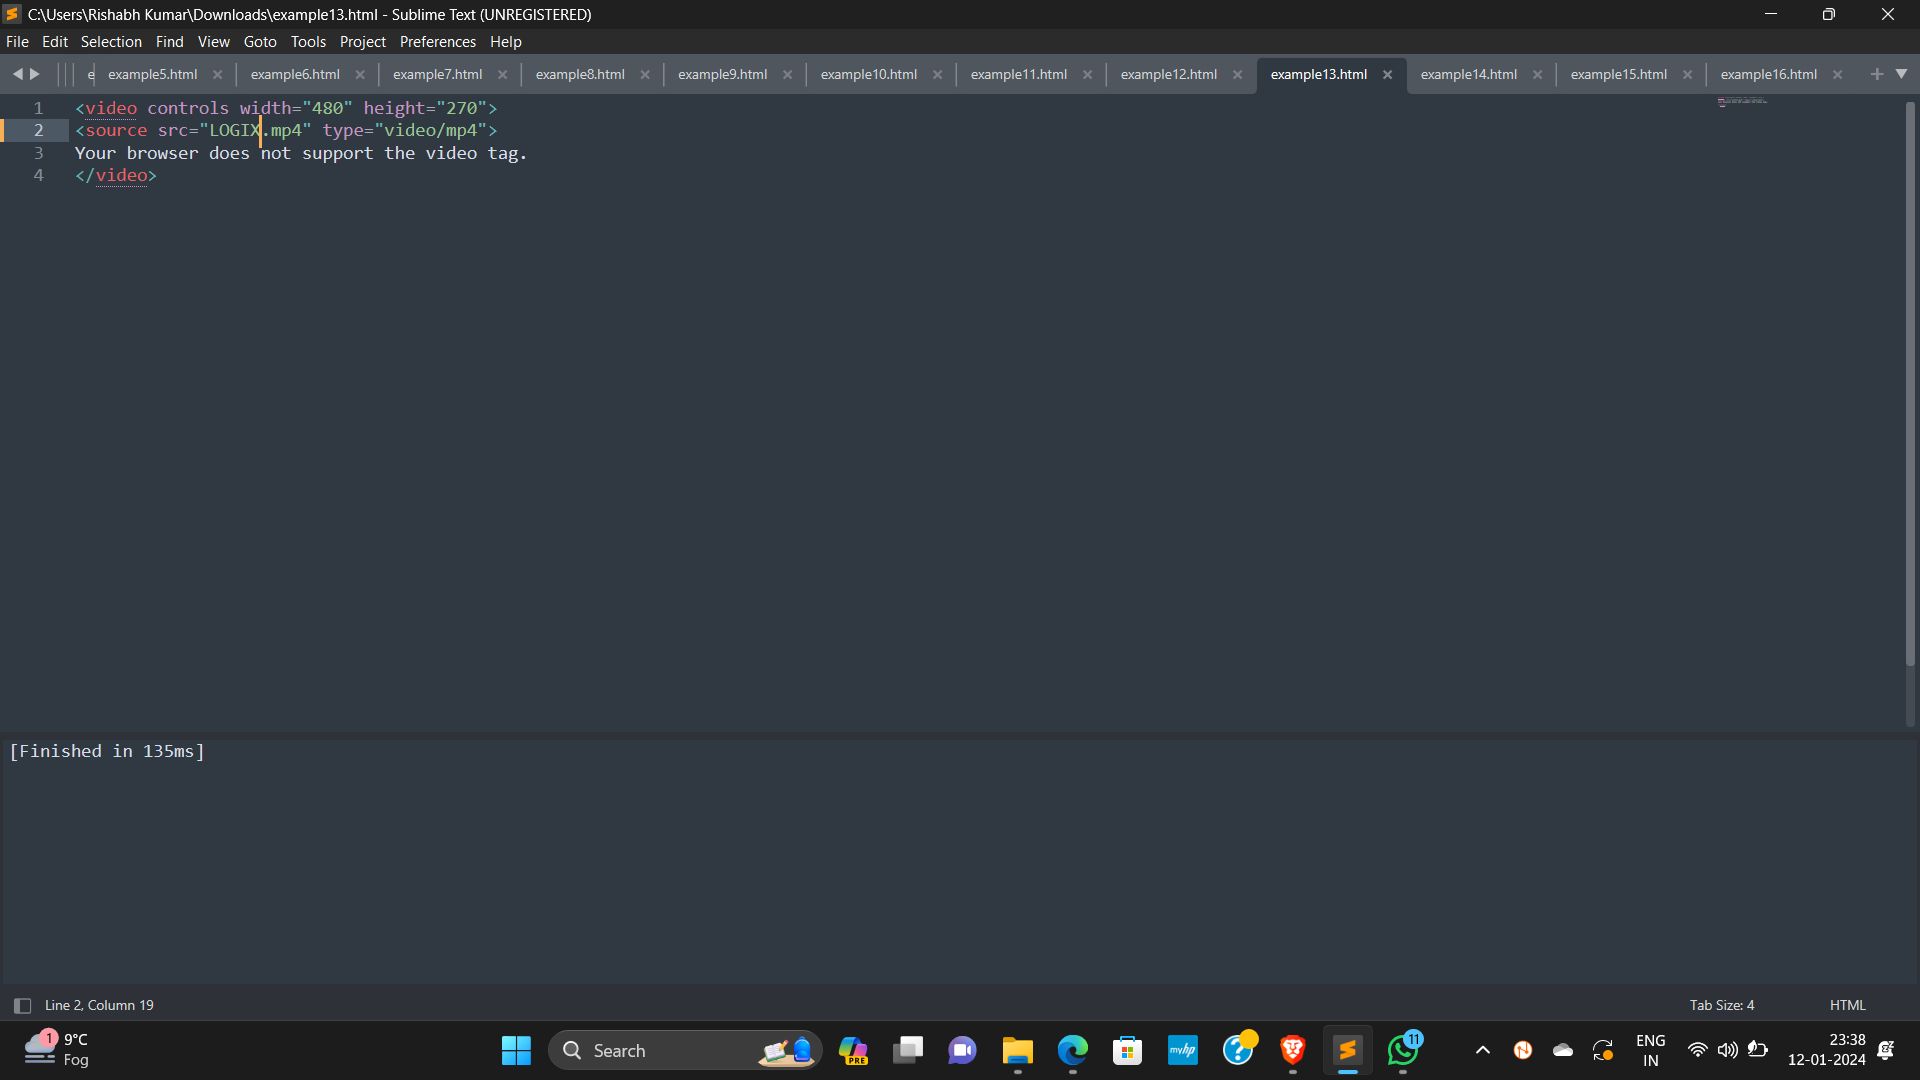 C:\Users\Rishabh Kumar\Downloads\example13.html - Sublime Text (UNREGISTERED)
File Edit Selection Find View Goto Tools Project Preferences Help
e example5.html example6.html example7.html example8.html example9.html example10.html example11.html example12.html example13.html example14.html example15.html example16.html
1 <video controls width="480" height="270">
2 <source src="LOGIX.mp4" type="video/mp4">
3 Your browser does not support the video tag.
4 </video>
[Finished in 135ms]
Line 2, Column 19 Tab Size: 4 HTML
1 9°C
Fog
Search
PRE
myhp
11
ENG
IN
23:38
12-01-2024